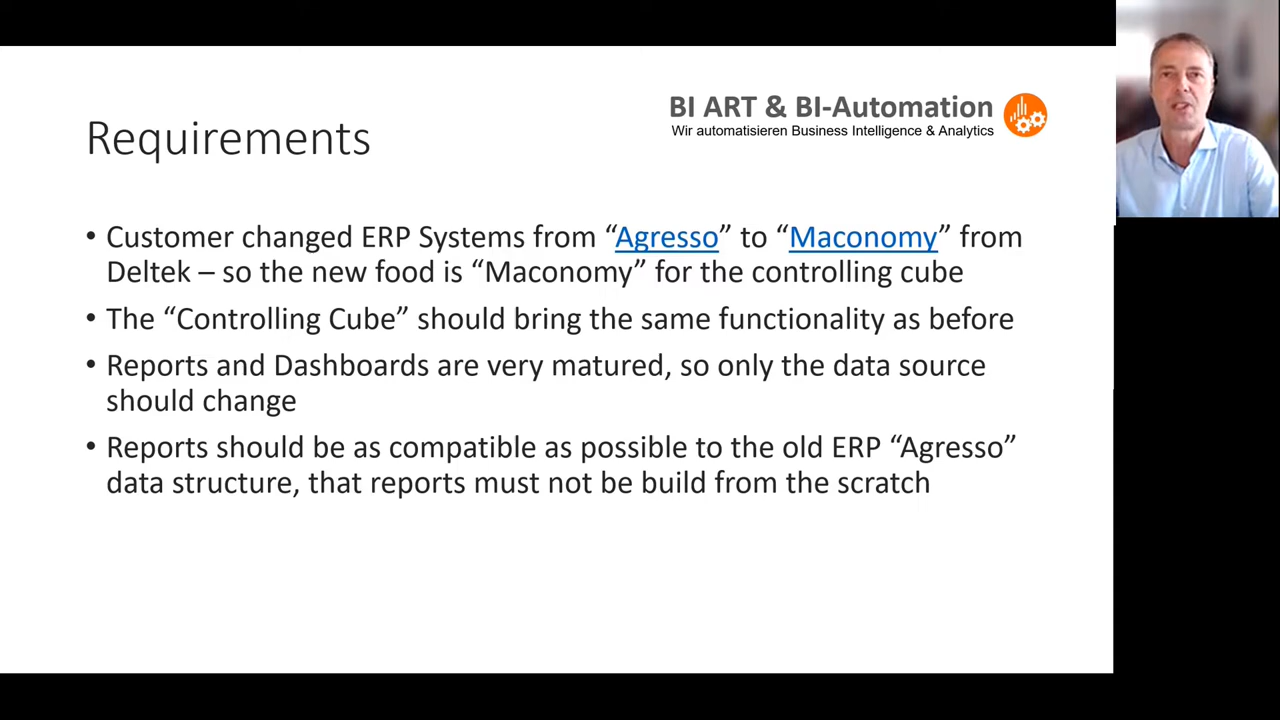 BI ART & BI-Automation
Wir automatisieren Business Intelligence & Analytics
Requirements
• Customer changed ERP Systems from “Agresso” to “Maconomy” from
Deltek – so the new food is “Maconomy” for the controlling cube
• The “Controlling Cube” should bring the same functionality as before
• Reports and Dashboards are very matured, so only the data source
should change
• Reports should be as compatible as possible to the old ERP “Agresso”
data structure, that reports must not be build from the scratch